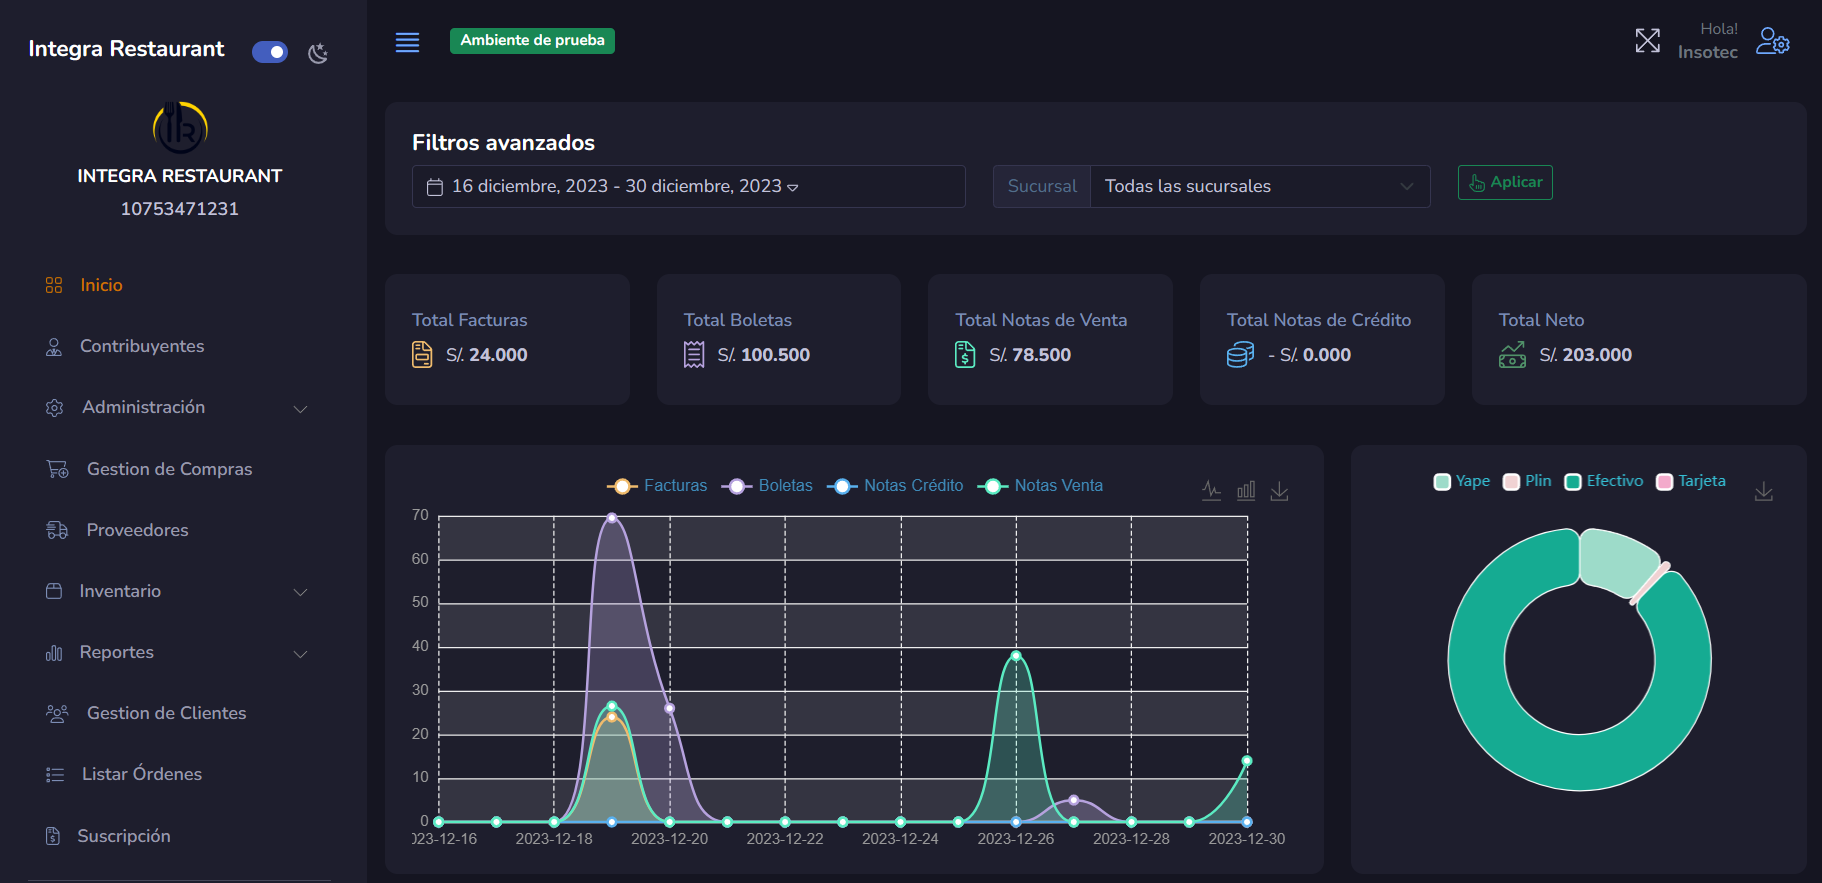 Integra Restaurant
INTEGRA RESTAURANT
10753471231
Inicio
Contribuyentes
Administración
Gestion de Compras
Proveedores
Inventario
Reportes
Gestion de Clientes
Listar Órdenes
Suscripción
Ambiente de prueba
Hola!
Insotec
Filtros avanzados
16 diciembre, 2023 - 30 diciembre, 2023
Sucursal Todas las sucursales
Aplicar
Total Facturas
S/. 24.000
Total Boletas
S/. 100.500
Total Notas de Venta
S/. 78.500
Total Notas de Crédito
- S/. 0.000
Total Neto
S/. 203.000
Facturas Boletas Notas Crédito Notas Venta
70
60
50
40
30
20
10
0
023-12-16 2023-12-18 2023-12-20 2023-12-22 2023-12-24 2023-12-26 2023-12-28 2023-12-30
Yape Plin Efectivo Tarjeta